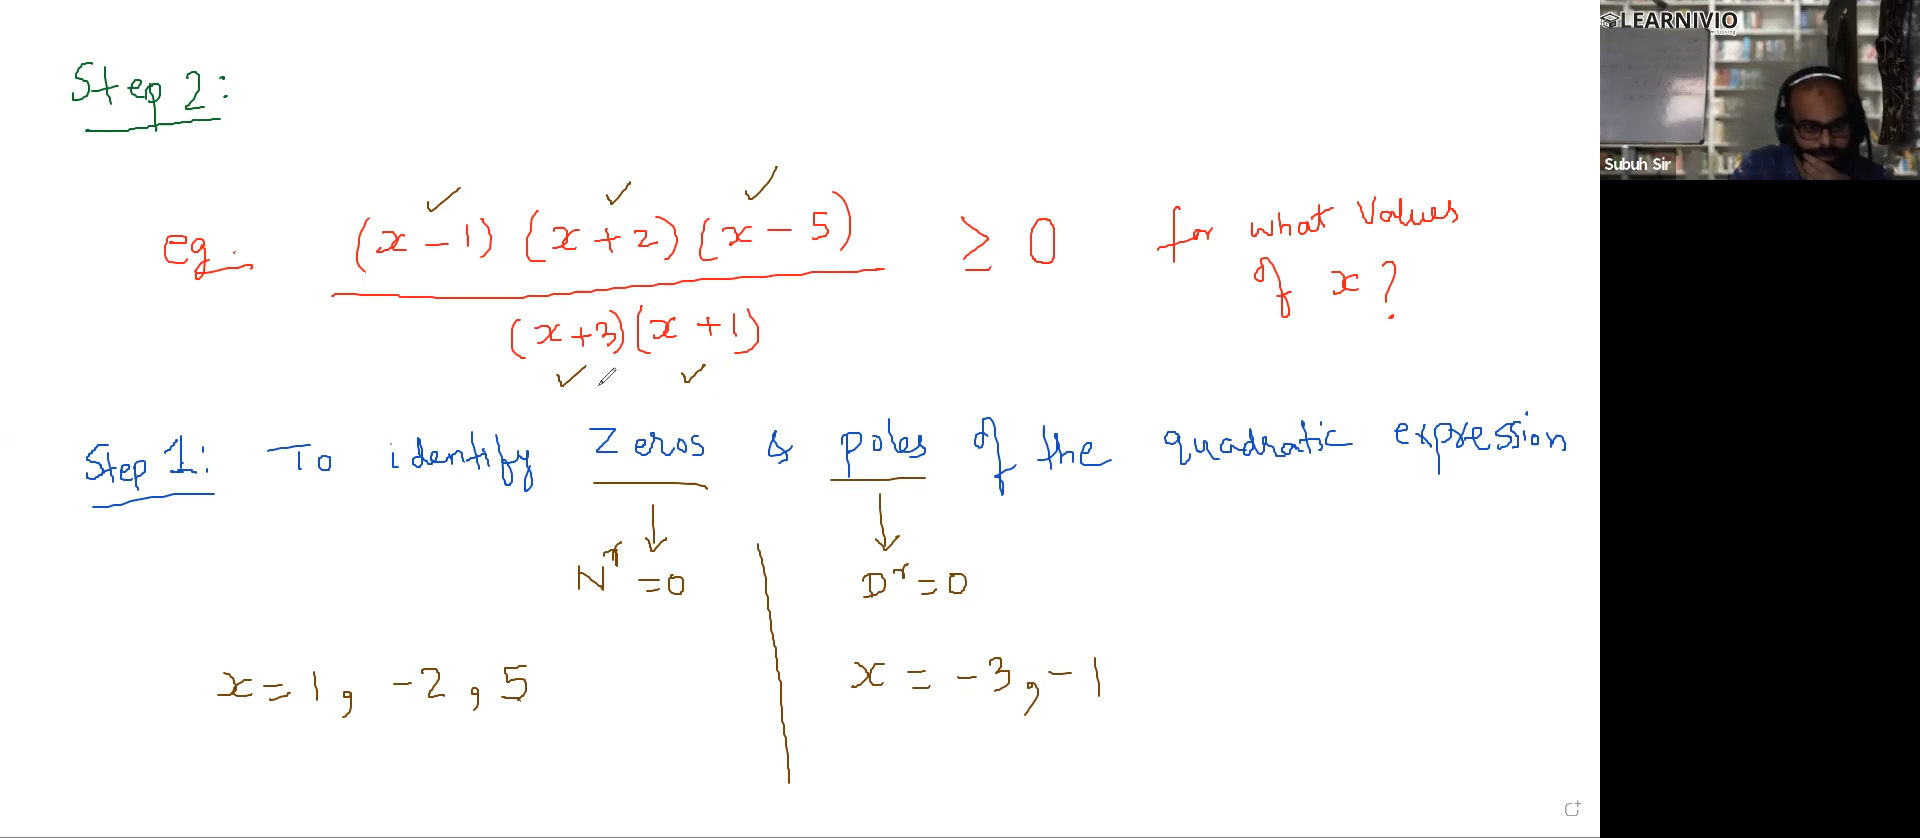 LEARNIVIO
Subuh Sir
Step 2:
eg. (x – 1) (x + 2) (x – 5) ≥ 0 for what values
of x ?
(x + 3) (x + 1)
Step 1: To identify zeros & poles of the quadratic expression
Nʳ = 0
Dʳ = 0
x = 1 , – 2 , 5
x = – 3 , – 1